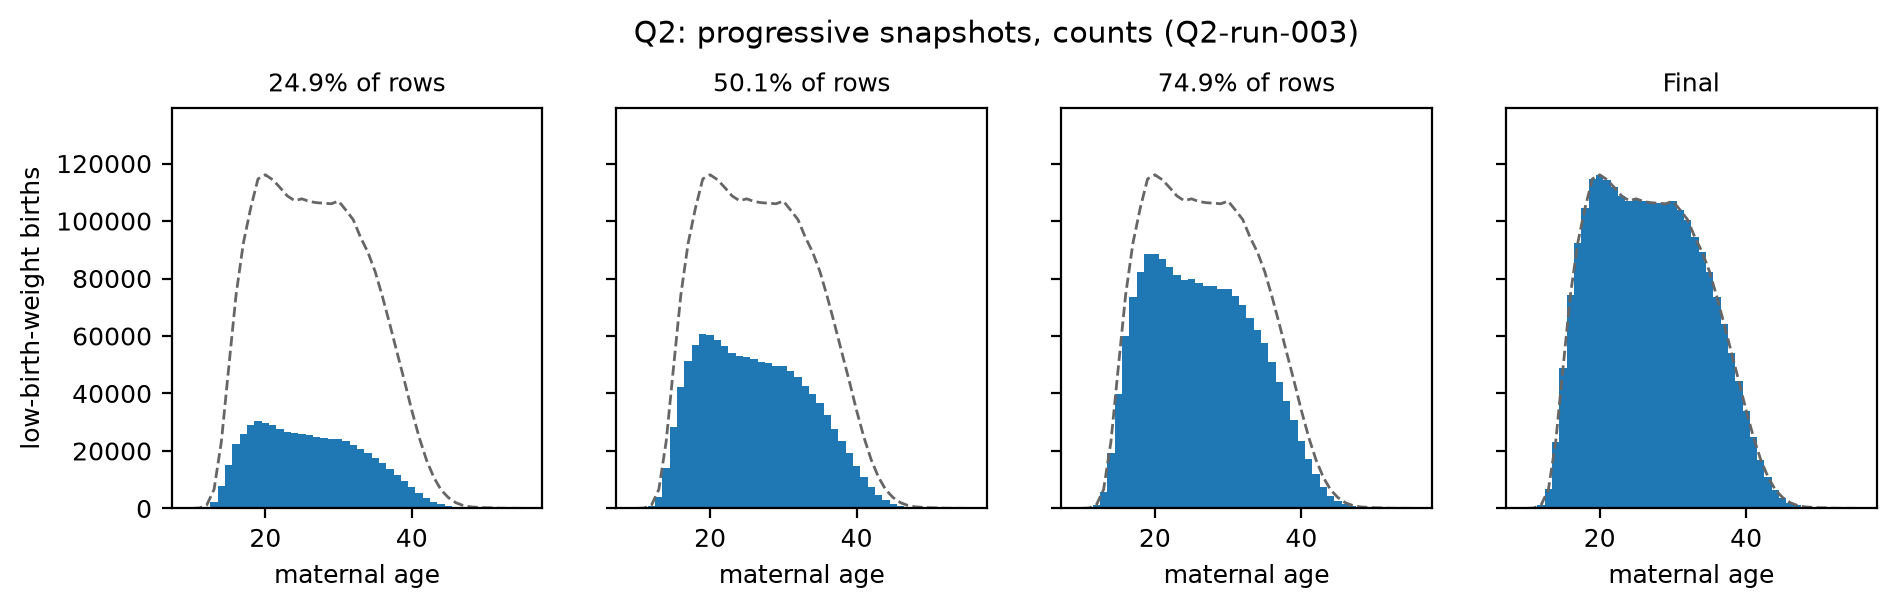 Q2: progressive snapshots, counts (Q2-run-003)
24.9% of rows
50.1% of rows
74.9% of rows
Final
low-birth-weight births
120000
100000
80000
60000
40000
20000
0
20 40
20 40
20 40
20 40
maternal age
maternal age
maternal age
maternal age